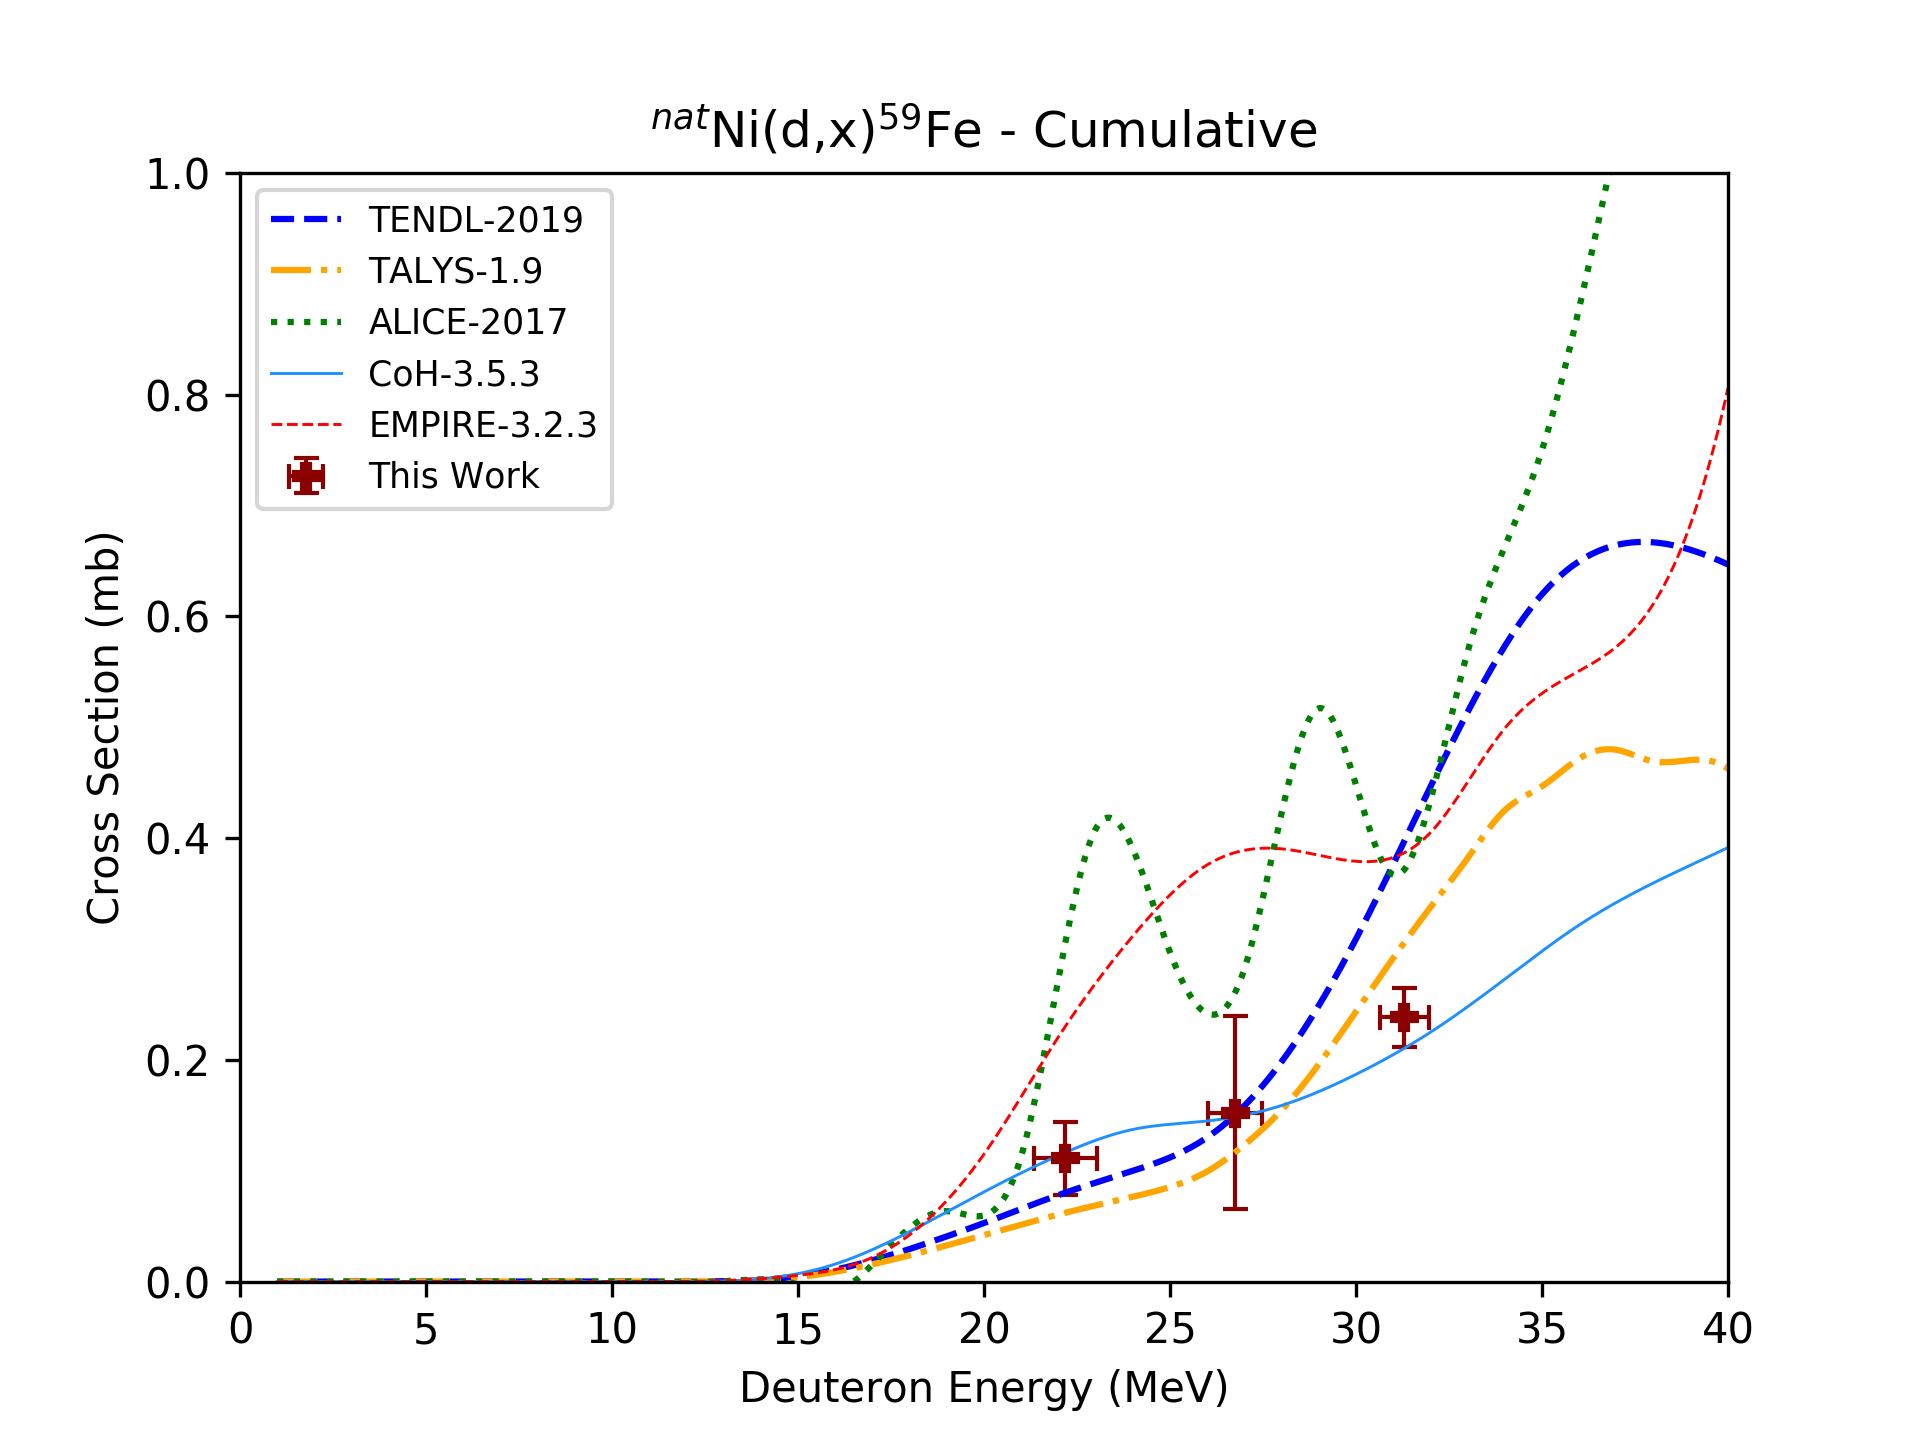 natNi(d,x)59Fe - Cumulative
1.0
0.8
0.6
0.4
0.2
0.0
Cross Section (mb)
TENDL-2019
TALYS-1.9
ALICE-2017
CoH-3.5.3
EMPIRE-3.2.3
This Work
0 5 10 15 20 25 30 35 40
Deuteron Energy (MeV)